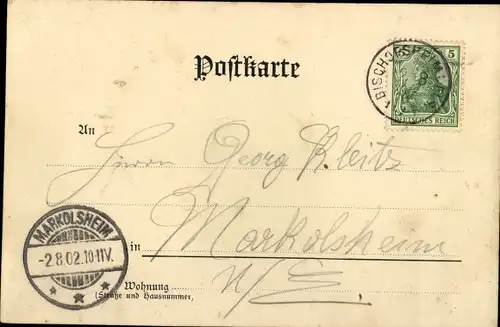 Postkarte
BISCHOFSHEIM
8
5
DEUTSCHES REICH
An
Herrn Georg
Markolsheim
in
MARKOLSHEIM
-2.8.02.10-11V.
Wohnung
(Straße und Hausnummer,